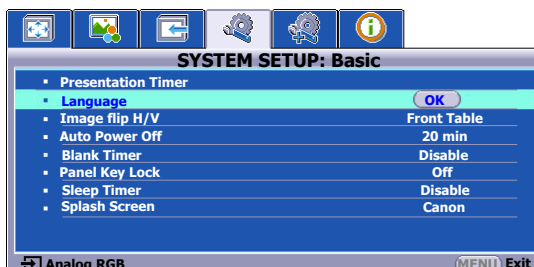 SYSTEM SETUP: Basic
Presentation Timer
Language OK
Image flip H/V Front Table
Auto Power Off 20 min
Blank Timer Disable
Panel Key Lock Off
Sleep Timer Disable
Splash Screen Canon
Analog RGB MENU Exit